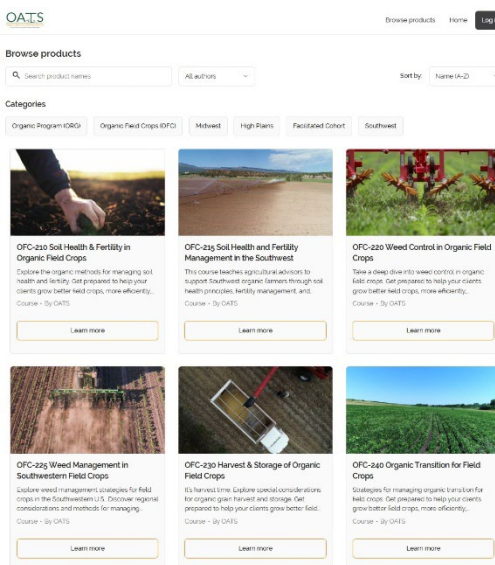 OATS
Browse products
Home
Log
Browse products
Search product names
All authors
Sort by:
Name (A-Z)
Categories
Organic Program (ORG)
Organic Field Crops (OFC)
Midwest
High Plains
Facilitated Cohort
Southwest
OFC-210 Soil Health & Fertility in
Organic Field Crops
Explore the organic methods for managing soil
health and fertility. Get prepared to help your
clients grow better field crops, more efficiently,...
Course • By OATS
Learn more
OFC-215 Soil Health and Fertility
Management in the Southwest
This course teaches agricultural advisors to
support Southwest organic farmers through soil
health principles, fertility management, and...
Course • By OATS
Learn more
OFC-220 Weed Control in Organic Field
Crops
Take a deep dive into weed control in organic
field crops. Get prepared to help your clients
grow better field crops, more efficiently,...
Course • By OATS
Learn more
OFC-225 Weed Management in
Southwestern Field Crops
Explore weed management strategies for field
crops in the Southwestern U.S.. Discover regional
considerations and methods for managing...
Course • By OATS
Learn more
OFC-230 Harvest & Storage of Organic
Field Crops
It's harvest time. Explore special considerations
for organic grain harvest and storage. Get
prepared to help your clients grow better field...
Course • By OATS
Learn more
OFC-240 Organic Transition for Field
Crops
Strategies for managing organic transition for
field crops. Get prepared to help your clients
grow better field crops, more efficiently,...
Course • By OATS
Learn more